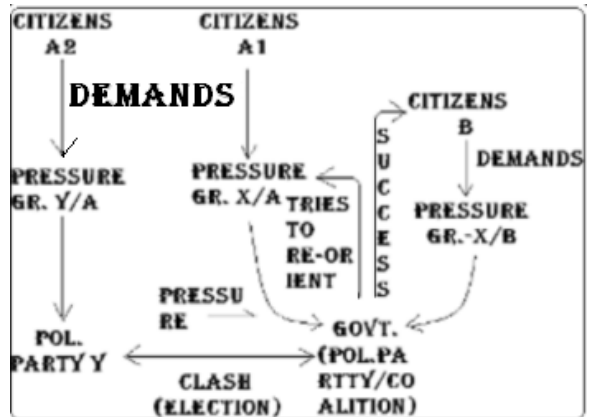 CITIZENS
A2
CITIZENS
A1
DEMANDS
CITIZENS
B
SUCCESS
DEMANDS
PRESSURE
GR. Y/A
PRESSURE
GR. X/A
TRIES
TO
RE-OR
IENT
PRESSURE
GR.-X/B
PRESSU
RE
POL.
PARTY Y
GOVT.
(POL.PA
RTTY/CO
ALITION)
CLASH
(ELECTION)